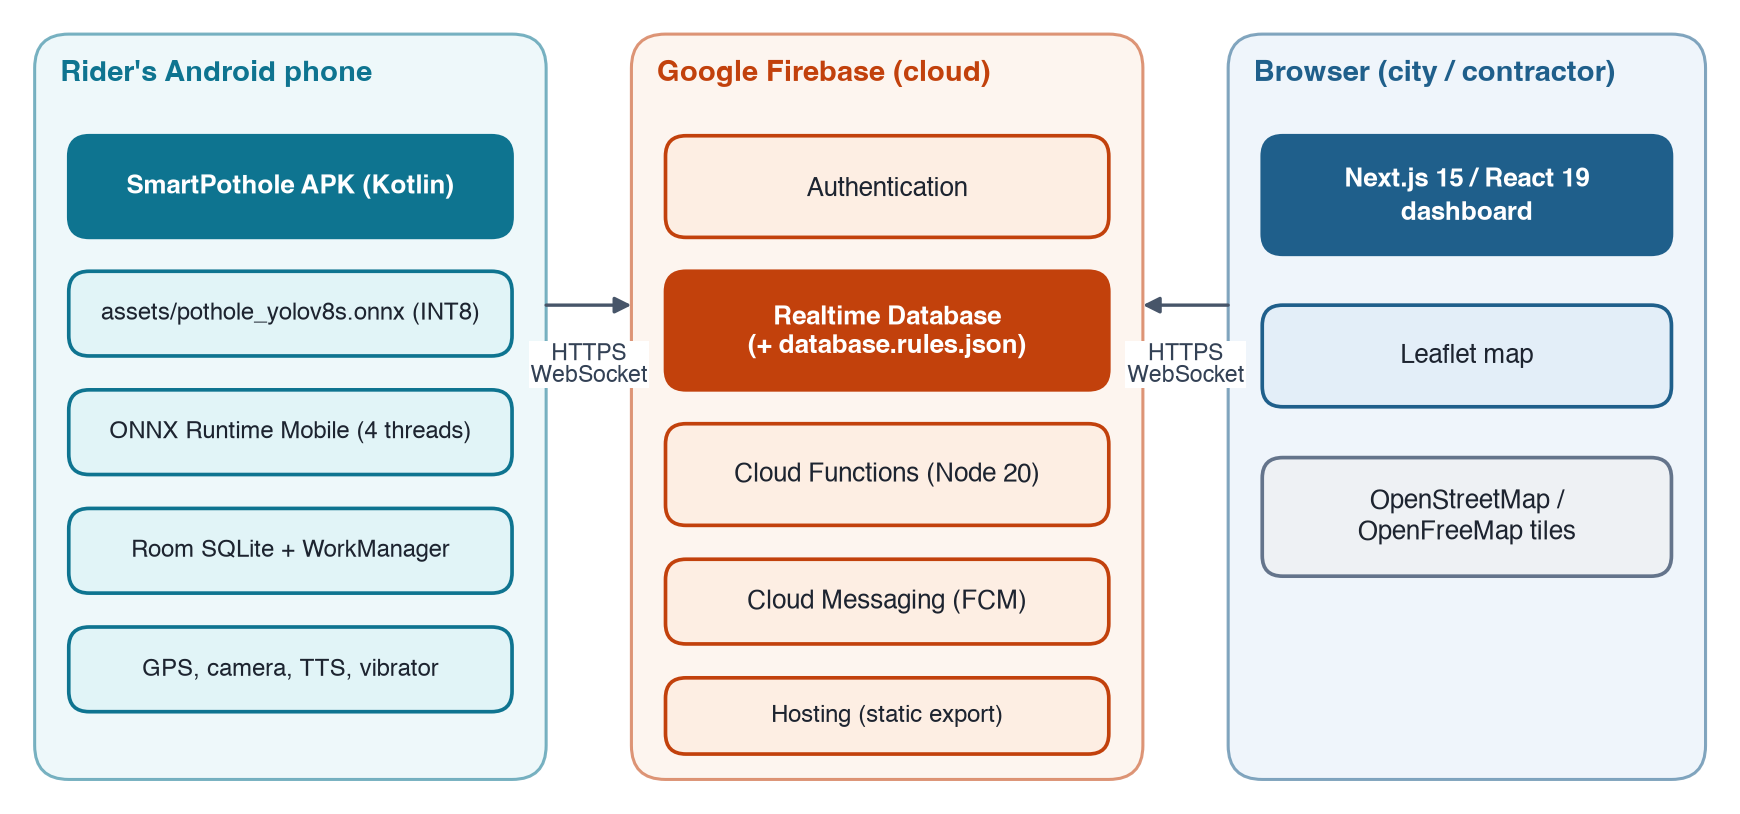 Rider's Android phone
SmartPothole APK (Kotlin)
assets/pothole_yolov8s.onnx (INT8)
ONNX Runtime Mobile (4 threads)
Room SQLite + WorkManager
GPS, camera, TTS, vibrator
HTTPS
WebSocket
Google Firebase (cloud)
Authentication
Realtime Database
(+ database.rules.json)
Cloud Functions (Node 20)
Cloud Messaging (FCM)
Hosting (static export)
HTTPS
WebSocket
Browser (city / contractor)
Next.js 15 / React 19
dashboard
Leaflet map
OpenStreetMap /
OpenFreeMap tiles